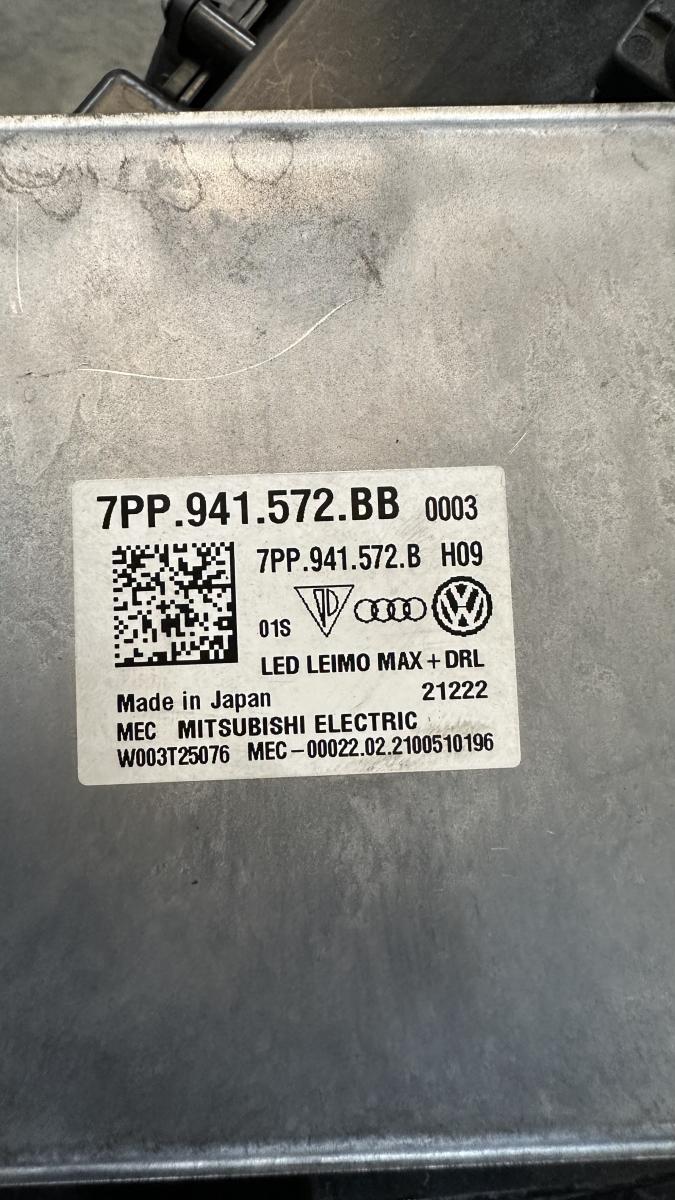 7PP.941.572.BB 0003
7PP.941.572.B H09
01S
LED LEIMO MAX + DRL
Made in Japan 21222
MEC MITSUBISHI ELECTRIC
W003T25076 MEC-00022.02.2100510196